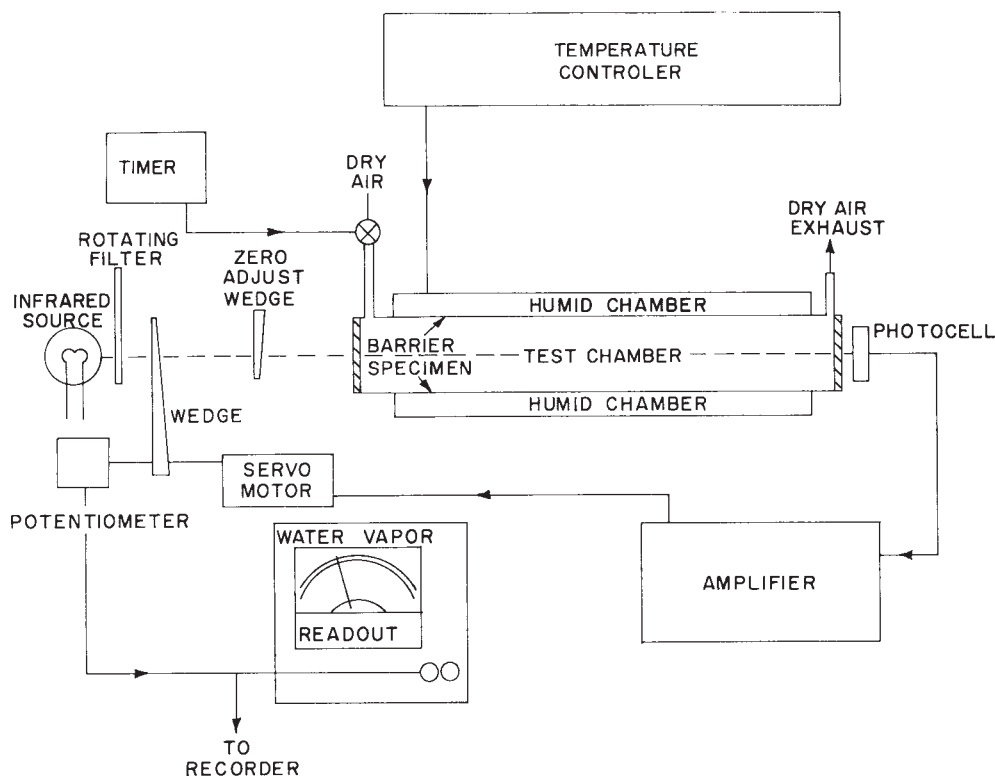 TEMPERATURE
CONTROLER
TIMER
DRY
AIR
DRY AIR
EXHAUST
ROTATING
FILTER
ZERO
ADJUST
WEDGE
INFRARED
SOURCE
HUMID CHAMBER
PHOTOCELL
BARRIER
SPECIMEN
TEST CHAMBER
HUMID CHAMBER
WEDGE
SERVO
MOTOR
POTENTIOMETER
WATER VAPOR
READOUT
AMPLIFIER
TO
RECORDER